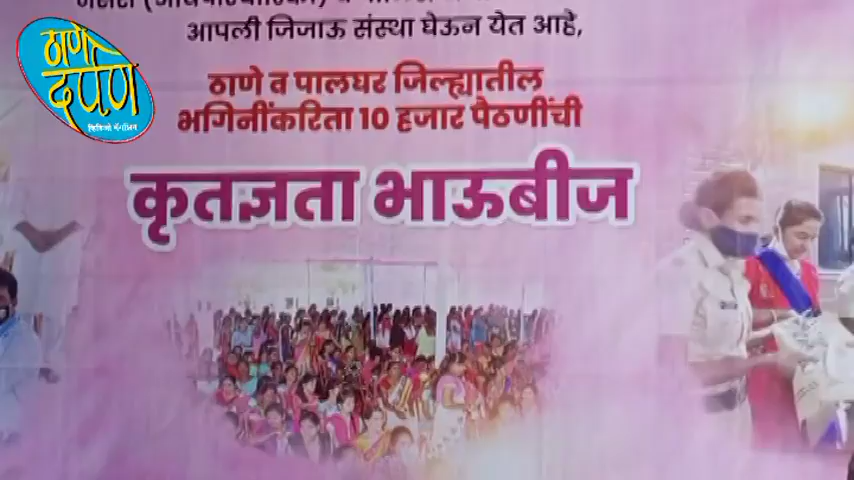 ठाणे
दर्पण
आपली जिजाऊ संस्था घेऊन येत आहे,
ठाणे व पालघर जिल्ह्यातील
भगिनींकरिता 10 हजार पैठणींची
कृतज्ञता भाऊबीज